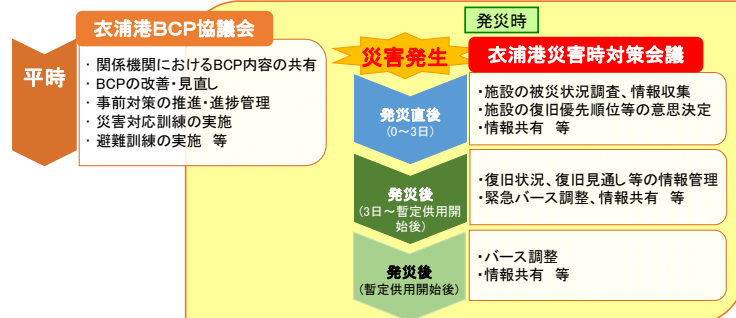 衣浦港BCP協議会
平時
・ 関係機関におけるBCP内容の共有
・ BCPの改善・見直し
・ 事前対策の推進・進捗管理
・ 災害対応訓練の実施
・ 避難訓練の実施 等
発災時
災害発生
衣浦港災害時対策会議
発災直後
(0～3日)
・施設の被災状況調査、情報収集
・施設の復旧優先順位等の意思決定
・情報共有 等
発災後
(3日～暫定供用開
始後)
・復旧状況、復旧見通し等の情報管理
・緊急バース調整、情報共有 等
発災後
(暫定供用開始後)
・バース調整
・情報共有 等